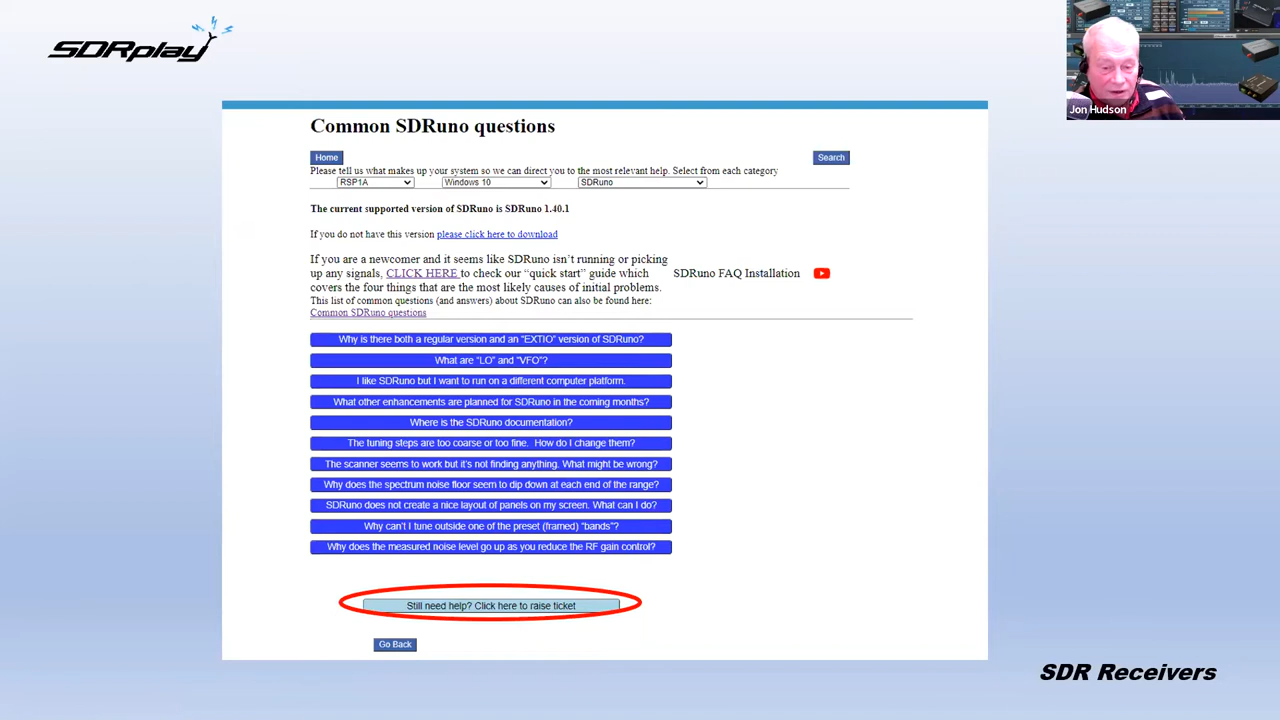 SDRplay
Jon Hudson
Common SDRuno questions
Home
Search
Please tell us what makes up your system so we can direct you to the most relevant help. Select from each category
RSP1A
Windows 10
SDRuno
The current supported version of SDRuno is SDRuno 1.40.1
If you do not have this version please click here to download
If you are a newcomer and it seems like SDRuno isn't running or picking
up any signals, CLICK HERE to check our “quick start” guide which
covers the four things that are the most likely causes of initial problems.
SDRuno FAQ Installation
This list of common questions (and answers) about SDRuno can also be found here:
Common SDRuno questions
Why is there both a regular version and an “EXTIO” version of SDRuno?
What are “LO” and “VFO”?
I like SDRuno but I want to run on a different computer platform.
What other enhancements are planned for SDRuno in the coming months?
Where is the SDRuno documentation?
The tuning steps are too coarse or too fine. How do I change them?
The scanner seems to work but it's not finding anything. What might be wrong?
Why does the spectrum noise floor seem to dip down at each end of the range?
SDRuno does not create a nice layout of panels on my screen. What can I do?
Why can't I tune outside one of the preset (framed) “bands”?
Why does the measured noise level go up as you reduce the RF gain control?
Still need help? Click here to raise ticket
Go Back
SDR Receivers